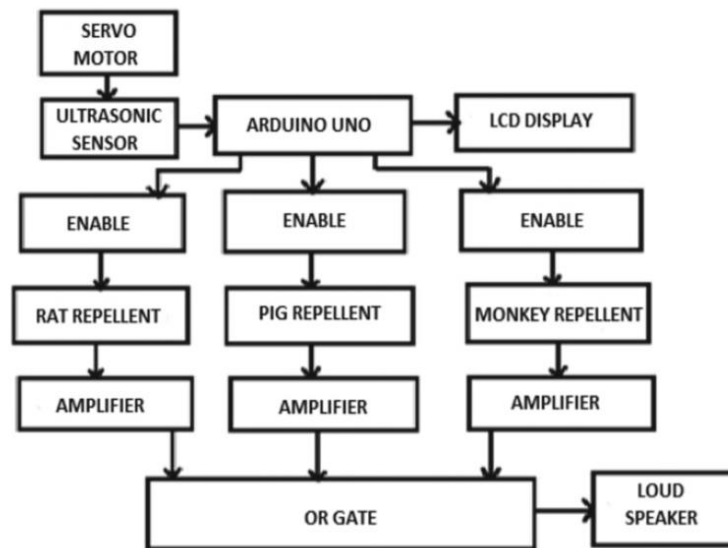 SERVO
MOTOR
ULTRASONIC
SENSOR
ARDUINO UNO
LCD DISPLAY
ENABLE
ENABLE
ENABLE
RAT REPELLENT
PIG REPELLENT
MONKEY REPELLENT
AMPLIFIER
AMPLIFIER
AMPLIFIER
OR GATE
LOUD
SPEAKER